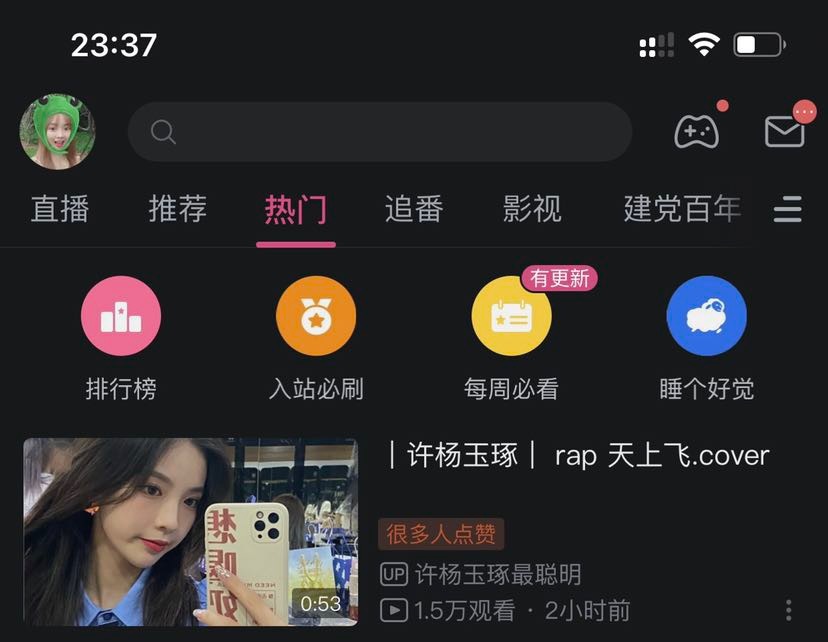 23:37
直播 推荐 热门 追番 影视 建党百年
有更新
排行榜 入站必刷 每周必看 睡个好觉
｜许杨玉琢｜ rap 天上飞.cover
很多人点赞
UP 许杨玉琢最聪明
1.5万观看 · 2小时前
0:53
NEED MI